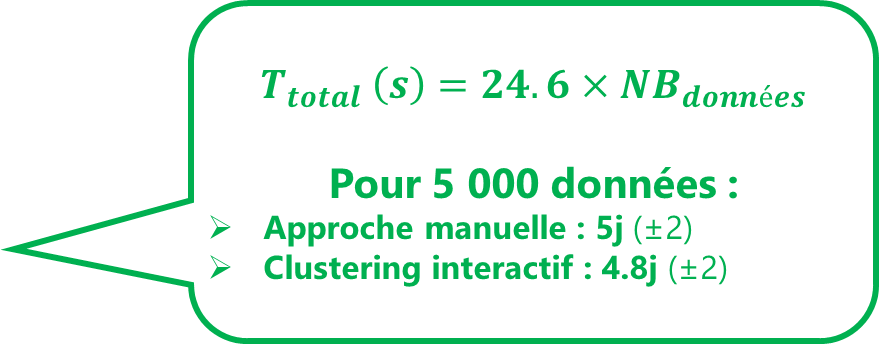 T_total (s) = 24.6 × NB_données
Pour 5 000 données :
➢ Approche manuelle : 5j (±2)
➢ Clustering interactif : 4.8j (±2)